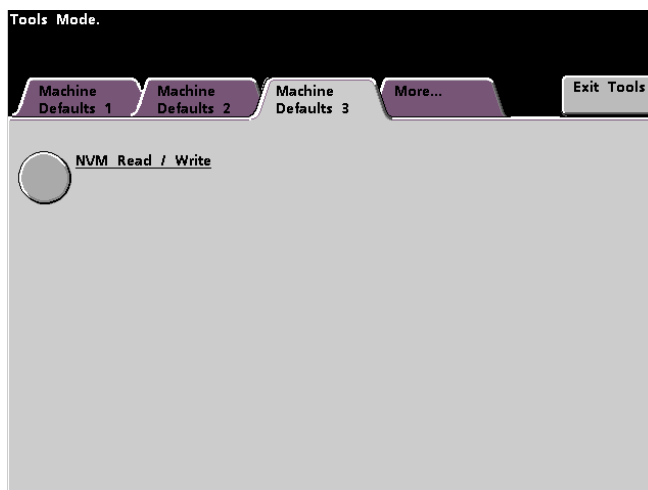 Tools Mode.
Machine
Defaults 1
Machine
Defaults 2
Machine
Defaults 3
More...
Exit Tools
NVM Read / Write